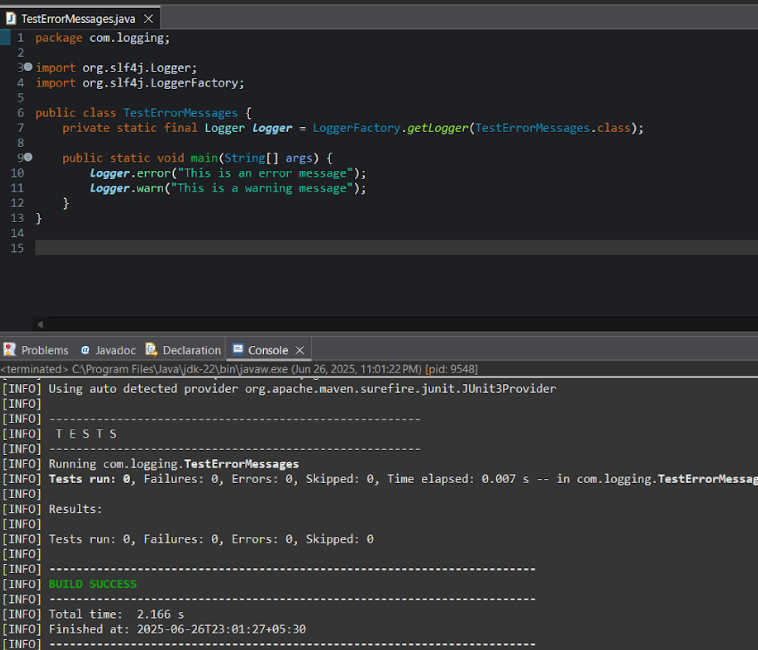 TestErrorMessages.java
1 package com.logging;
2
3 import org.slf4j.Logger;
4 import org.slf4j.LoggerFactory;
5
6 public class TestErrorMessages {
7     private static final Logger logger = LoggerFactory.getLogger(TestErrorMessages.class);
8
9     public static void main(String[] args) {
10         logger.error("This is an error message");
11         logger.warn("This is a warning message");
12     }
13 }
14
15
Problems Javadoc Declaration Console
<terminated> C:\Program Files\Java\jdk-22\bin\javaw.exe (Jun 26, 2025, 11:01:22 PM) [pid: 9548]
[INFO] Using auto detected provider org.apache.maven.surefire.junit.JUnit3Provider
[INFO]
[INFO] -------------------------------------------------------
[INFO]  T E S T S
[INFO] -------------------------------------------------------
[INFO] Running com.logging.TestErrorMessages
[INFO] Tests run: 0, Failures: 0, Errors: 0, Skipped: 0, Time elapsed: 0.007 s -- in com.logging.TestErrorMessag
[INFO]
[INFO] Results:
[INFO]
[INFO] Tests run: 0, Failures: 0, Errors: 0, Skipped: 0
[INFO]
[INFO] ------------------------------------------------------------------------
[INFO] BUILD SUCCESS
[INFO] ------------------------------------------------------------------------
[INFO] Total time:  2.166 s
[INFO] Finished at: 2025-06-26T23:01:27+05:30
[INFO] ------------------------------------------------------------------------